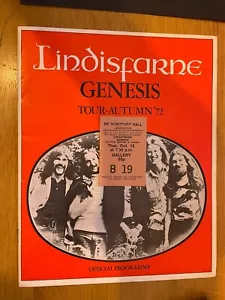 Lindisfarne
GENESIS
TOUR-AUTUMN '72
DE MONTFORT HALL
LEICESTER
Thur. Oct. 12
at 7.30 p.m.
GALLERY
B 19
OFFICIAL PROGRAMME